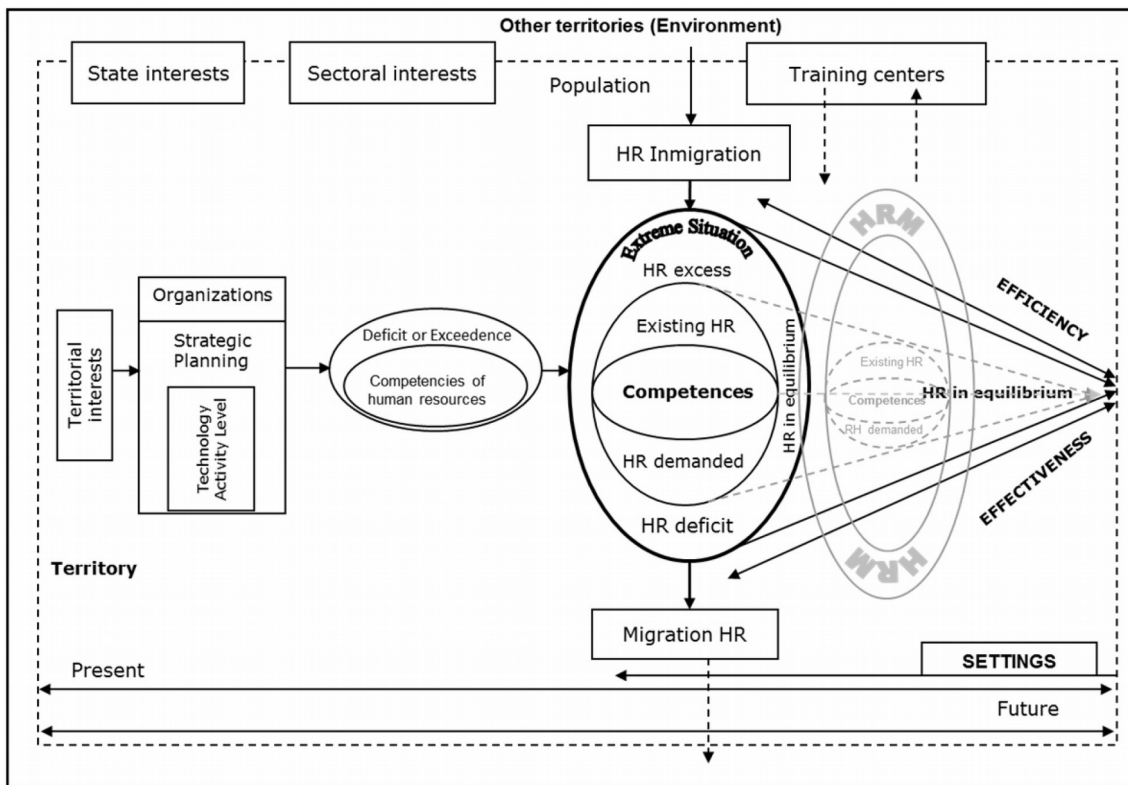 Other territories (Environment)
State interests
Sectoral interests
Population
Training centers
HR Inmigration
HRM
Extreme Situation
HR excess
Existing HR
Competences
HR demanded
HR deficit
HR in equilibrium
Territorial
interests
Organizations
Strategic
Planning
Technology
Activity Level
Deficit or Exceedence
Competencies of
human resources
Existing HR
Competences
RH demanded
HR in equilibrium
EFFICIENCY
EFFECTIVENESS
HRM
Territory
Migration HR
SETTINGS
Present
Future